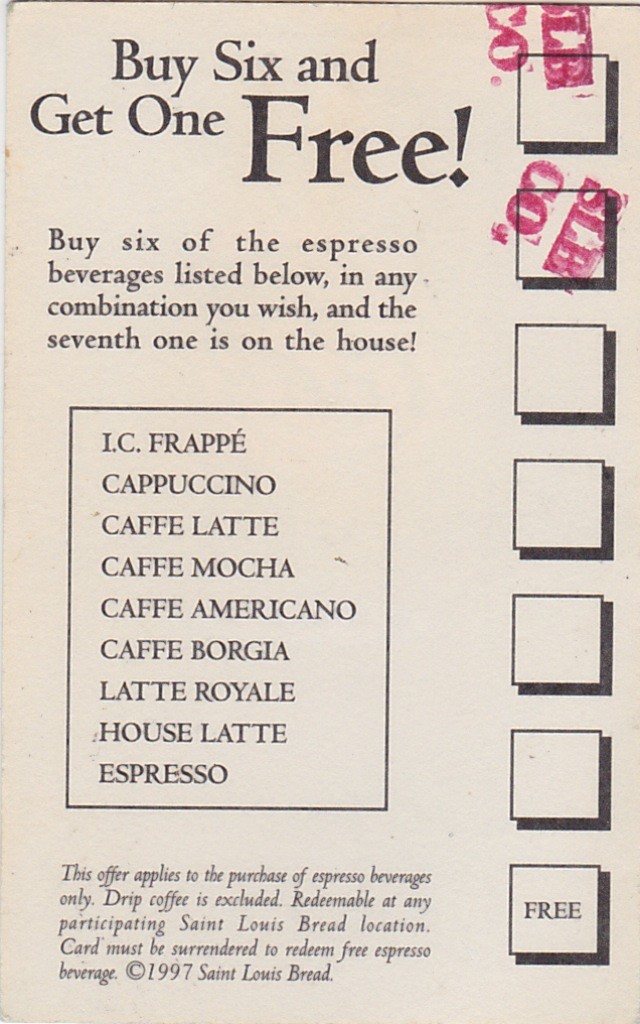 Buy Six and
Get One Free!
SLB
CO.
SLB
CO.
Buy six of the espresso
beverages listed below, in any
combination you wish, and the
seventh one is on the house!
I.C. FRAPPÉ
CAPPUCCINO
CAFFE LATTE
CAFFE MOCHA
CAFFE AMERICANO
CAFFE BORGIA
LATTE ROYALE
HOUSE LATTE
ESPRESSO
FREE
This offer applies to the purchase of espresso beverages
only. Drip coffee is excluded. Redeemable at any
participating Saint Louis Bread location.
Card must be surrendered to redeem free espresso
beverage. ©1997 Saint Louis Bread.